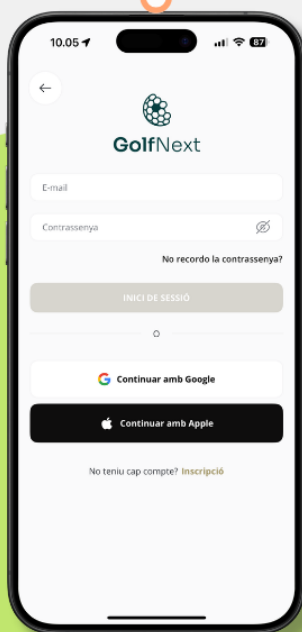 10.05
87
GolfNext
E-mail
Contrassenya
No recordo la contrassenya?
INICI DE SESSIÓ
O
Continuar amb Google
Continuar amb Apple
No teniu cap compte? Inscripció